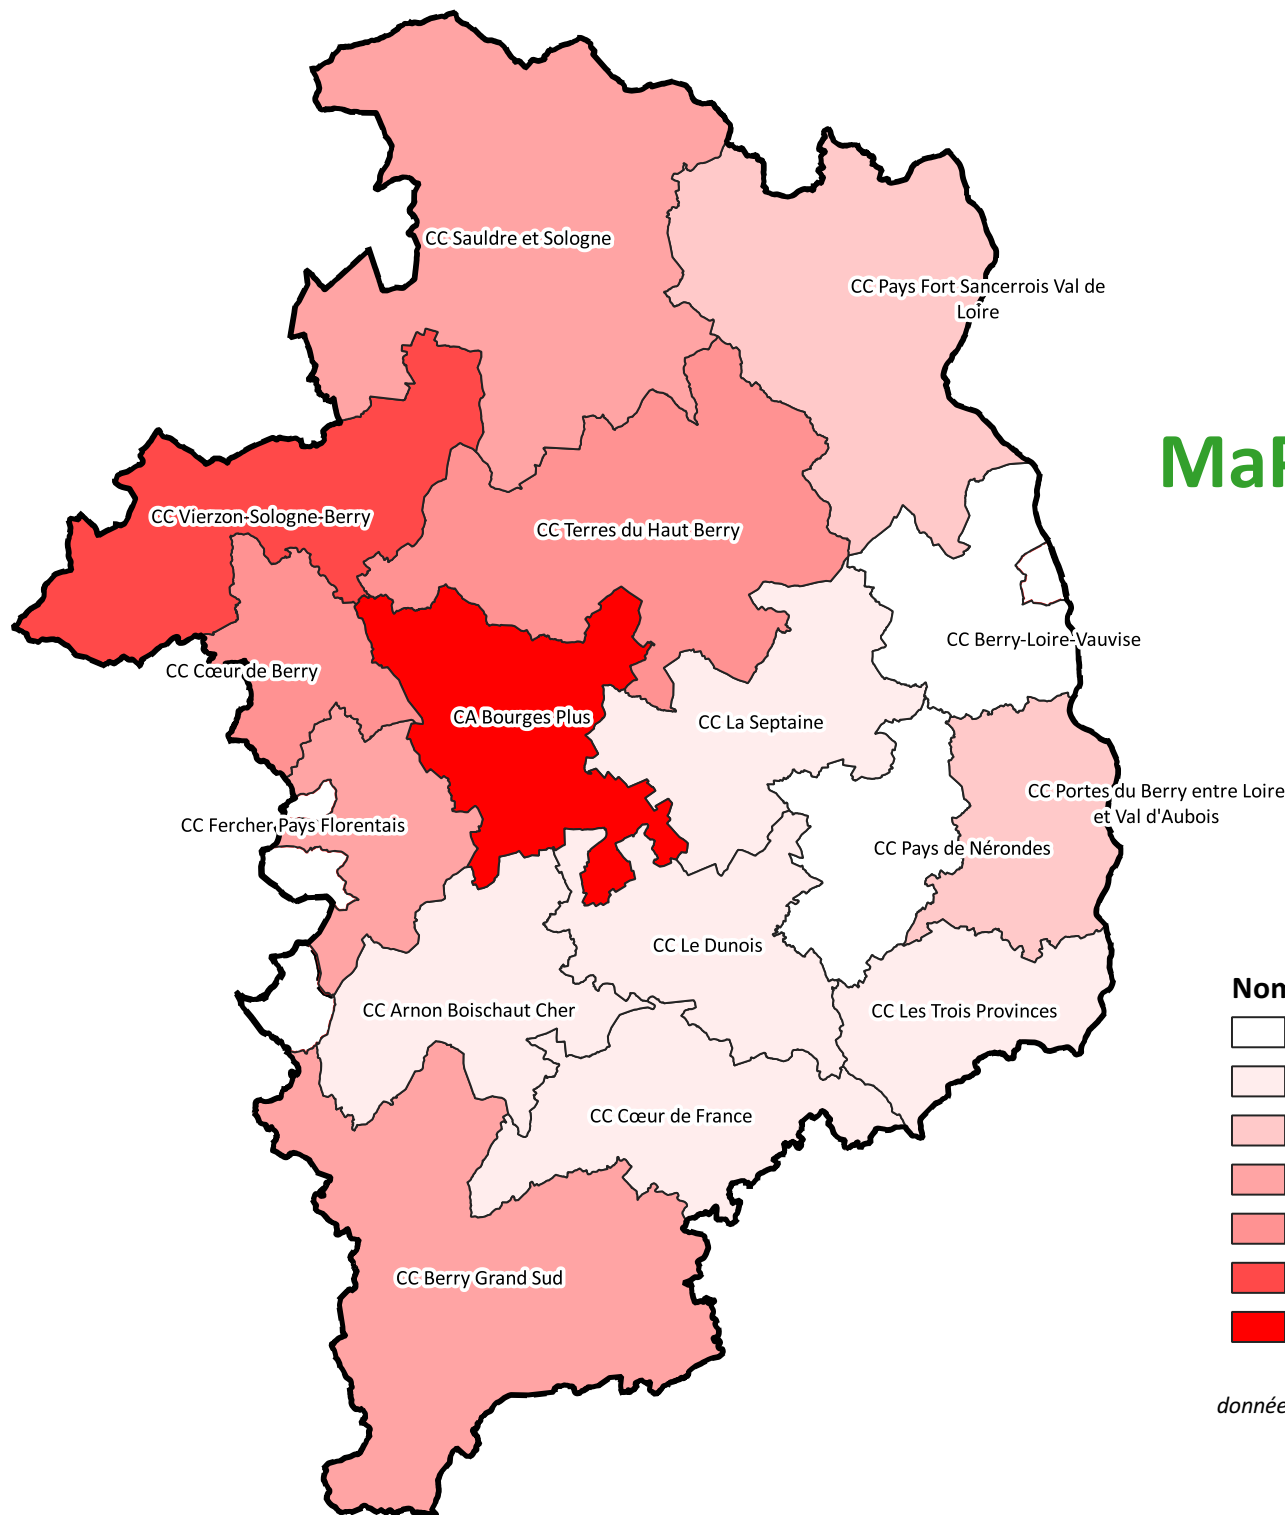 CC Sauldre et Sologne
CC Pays Fort Sancerrois Val de
Loire
MaP
CC Vierzon-Sologne-Berry
CC Terres du Haut Berry
CC Berry-Loire-Vauvise
CC Cœur de Berry
CA Bourges Plus
CC La Septaine
CC Portes du Berry entre Loire
et Val d'Aubois
CC Fercher Pays Florentais
CC Pays de Nérondes
CC Le Dunois
Nom
CC Arnon Boischaut Cher
CC Les Trois Provinces
CC Cœur de France
CC Berry Grand Sud
donnée